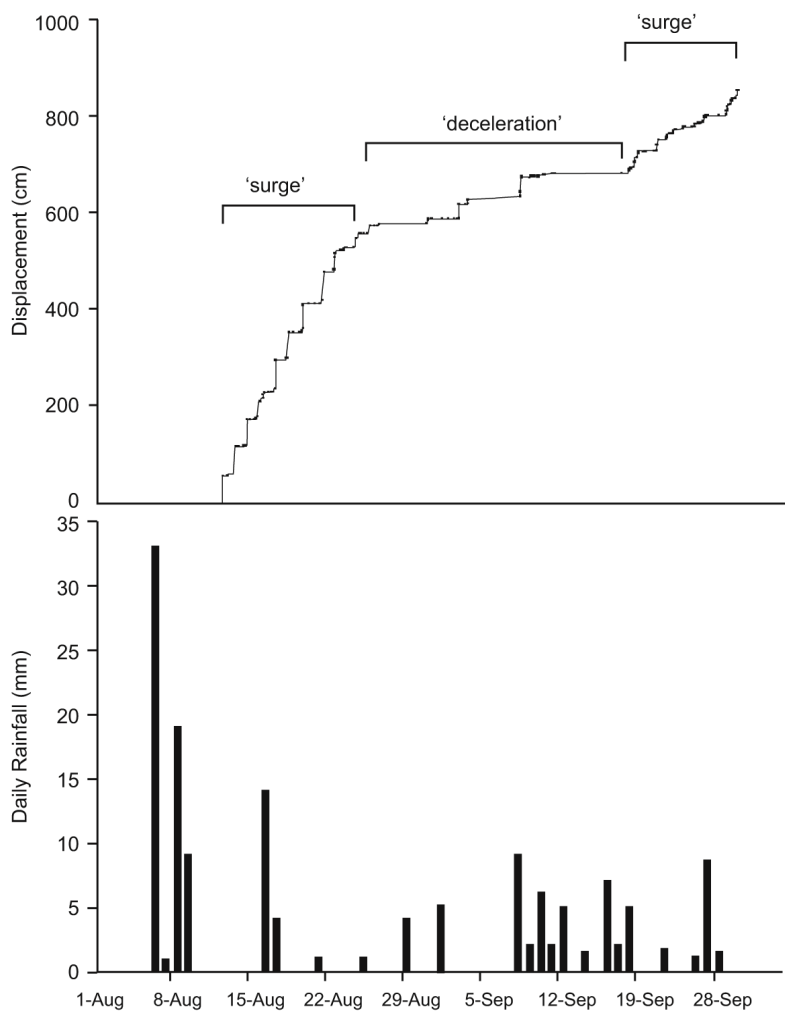 1000
‘surge’
800
‘deceleration’
600
‘surge’
Displacement (cm)
400
200
0
35
30
25
Daily Rainfall (mm)
20
15
10
5
0
1-Aug 8-Aug 15-Aug 22-Aug 29-Aug 5-Sep 12-Sep 19-Sep 28-Sep